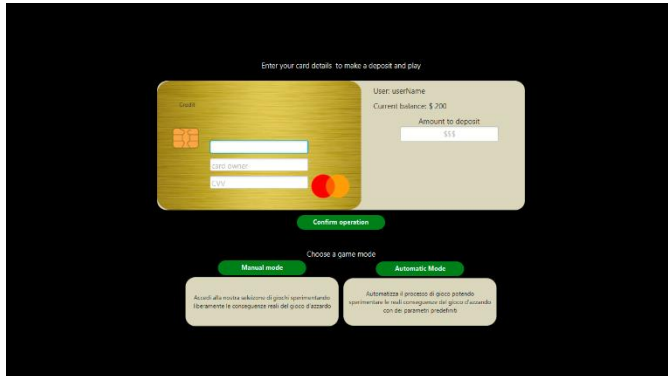 Enter your card details to make a deposit and play
Credit
card owner
CVV
User: userName
Current balance: $ 200
Amount to deposit
$$$
Confirm operation
Choose a game mode
Manual mode
Accedi alla nostra selezione di giochi sperimentando
liberamente le conseguenze reali del gioco d'azzardo
Automatic Mode
Automatizza il processo di gioco potendo
sperimentare le reali conseguenze del gioco d'azzardo
con dei parametri predefiniti